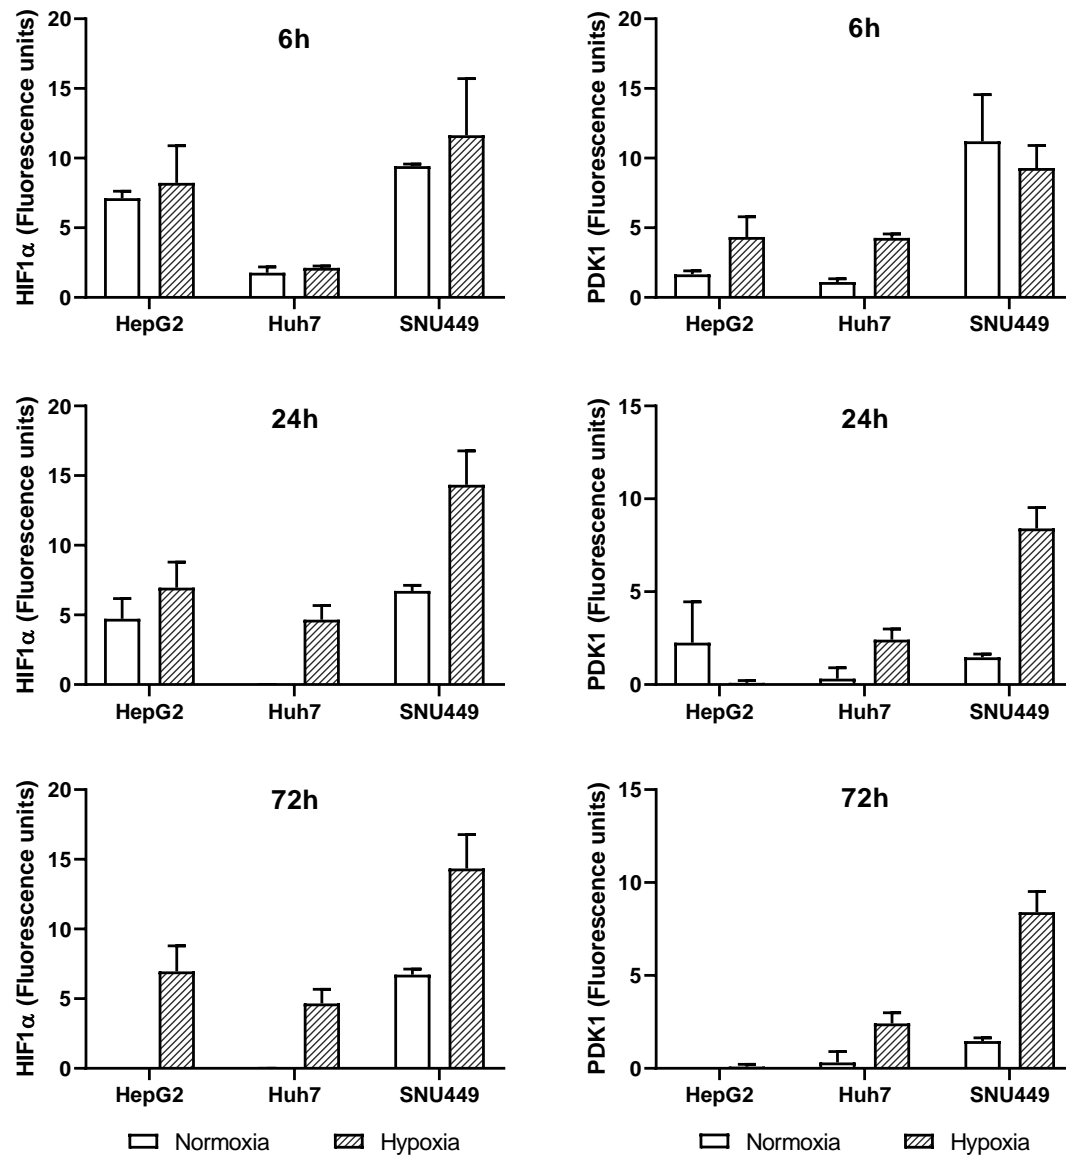 6h
HIF1α (Fluorescence units)
20
15
10
5
0
HepG2 Huh7 SNU449
6h
PDK1 (Fluorescence units)
20
15
10
5
0
HepG2 Huh7 SNU449
24h
HIF1α (Fluorescence units)
20
15
10
5
0
HepG2 Huh7 SNU449
24h
PDK1 (Fluorescence units)
15
10
5
0
HepG2 Huh7 SNU449
72h
HIF1α (Fluorescence units)
20
15
10
5
0
HepG2 Huh7 SNU449
72h
PDK1 (Fluorescence units)
15
10
5
0
HepG2 Huh7 SNU449
Normoxia Hypoxia
Normoxia Hypoxia